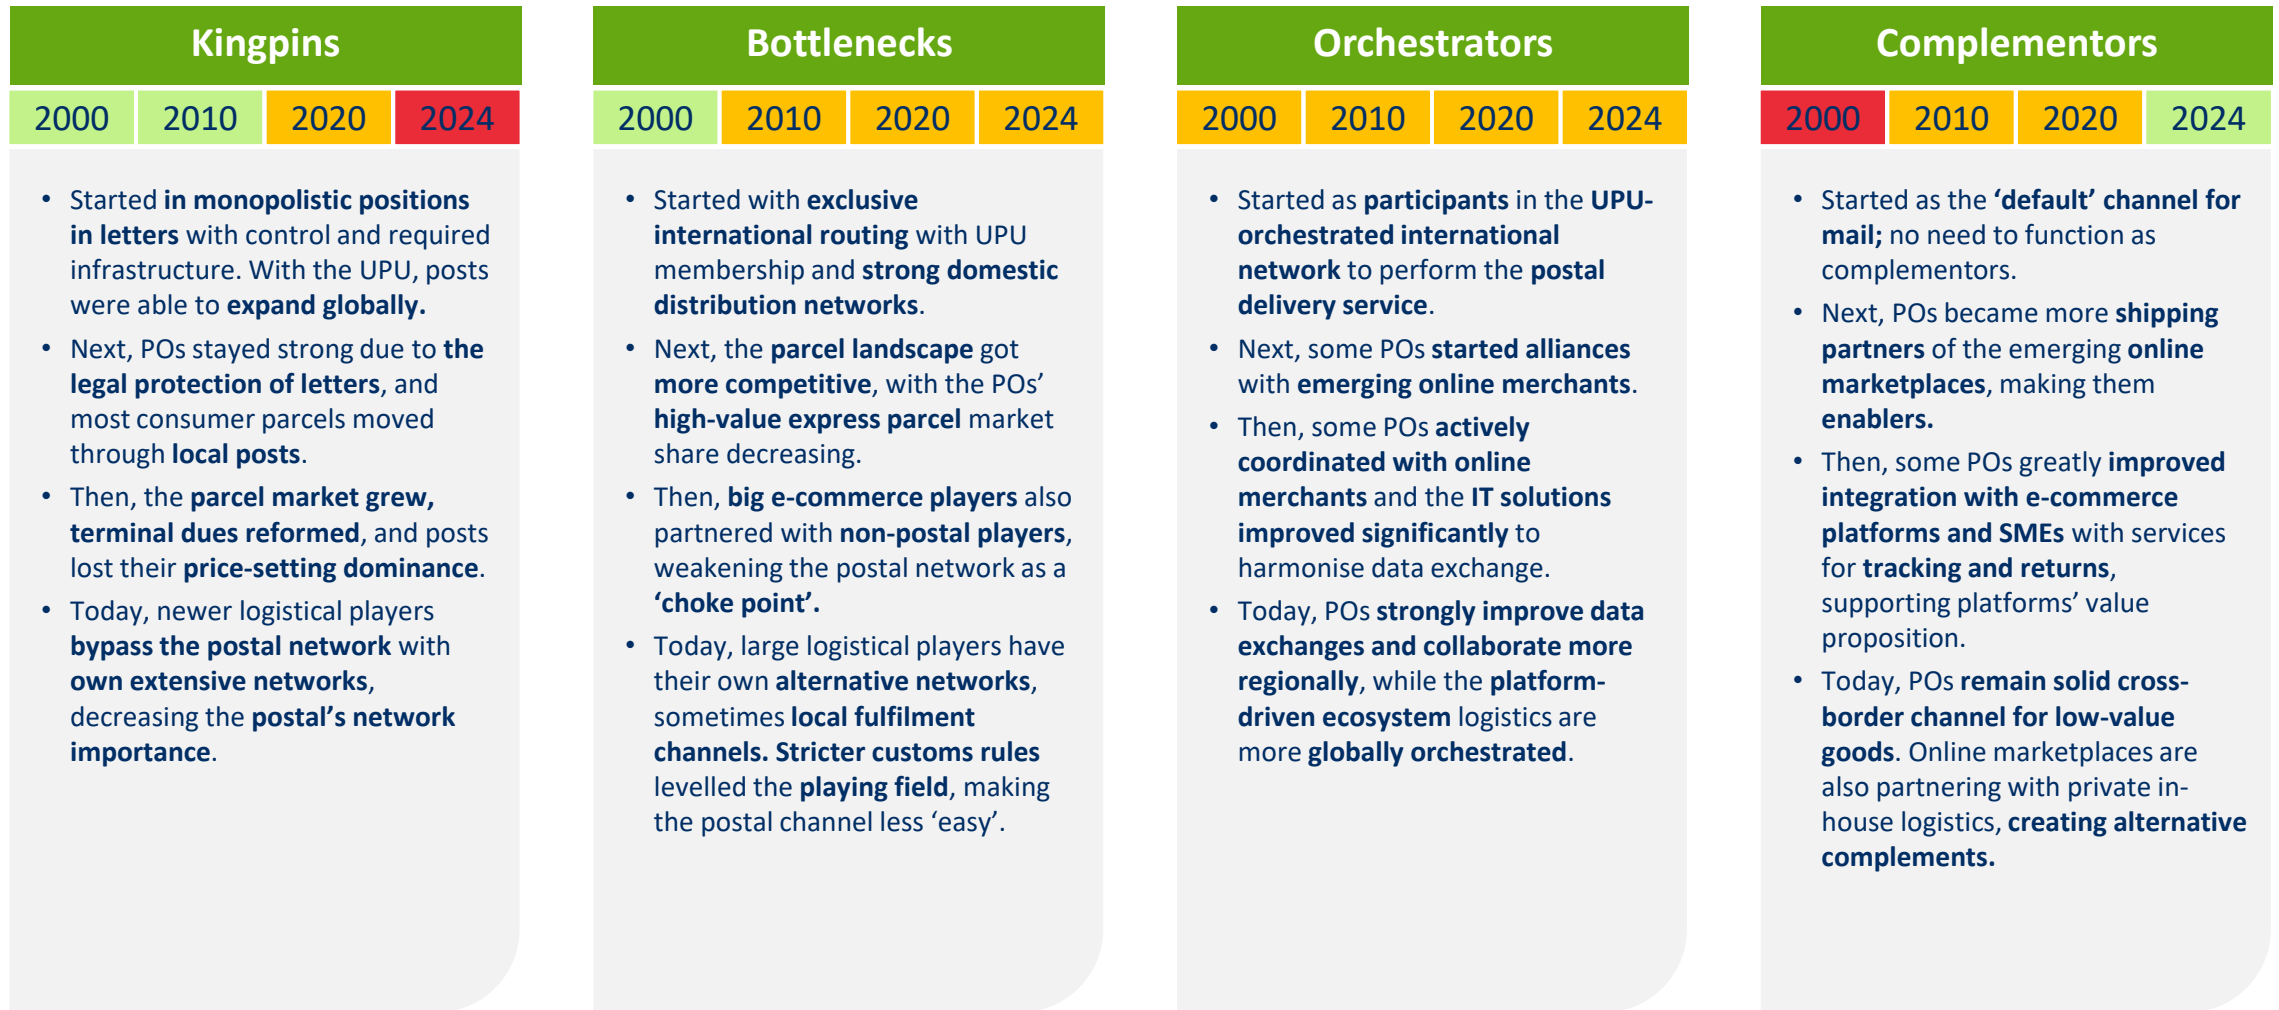 Kingpins
2000 2010 2020 2024
• Started in monopolistic positions
in letters with control and required
infrastructure. With the UPU, posts
were able to expand globally.
• Next, POs stayed strong due to the
legal protection of letters, and
most consumer parcels moved
through local posts.
• Then, the parcel market grew,
terminal dues reformed, and posts
lost their price-setting dominance.
• Today, newer logistical players
bypass the postal network with
own extensive networks,
decreasing the postal's network
importance.
Bottlenecks
2000 2010 2020 2024
• Started with exclusive
international routing with UPU
membership and strong domestic
distribution networks.
• Next, the parcel landscape got
more competitive, with the POs’
high-value express parcel market
share decreasing.
• Then, big e-commerce players also
partnered with non-postal players,
weakening the postal network as a
‘choke point’.
• Today, large logistical players have
their own alternative networks,
sometimes local fulfilment
channels. Stricter customs rules
levelled the playing field, making
the postal channel less ‘easy’.
Orchestrators
2000 2010 2020 2024
• Started as participants in the UPU-
orchestrated international
network to perform the postal
delivery service.
• Next, some POs started alliances
with emerging online merchants.
• Then, some POs actively
coordinated with online
merchants and the IT solutions
improved significantly to
harmonise data exchange.
• Today, POs strongly improve data
exchanges and collaborate more
regionally, while the platform-
driven ecosystem logistics are
more globally orchestrated.
Complementors
2000 2010 2020 2024
• Started as the ‘default’ channel for
mail; no need to function as
complementors.
• Next, POs became more shipping
partners of the emerging online
marketplaces, making them
enablers.
• Then, some POs greatly improved
integration with e-commerce
platforms and SMEs with services
for tracking and returns,
supporting platforms’ value
proposition.
• Today, POs remain solid cross-
border channel for low-value
goods. Online marketplaces are
also partnering with private in-
house logistics, creating alternative
complements.